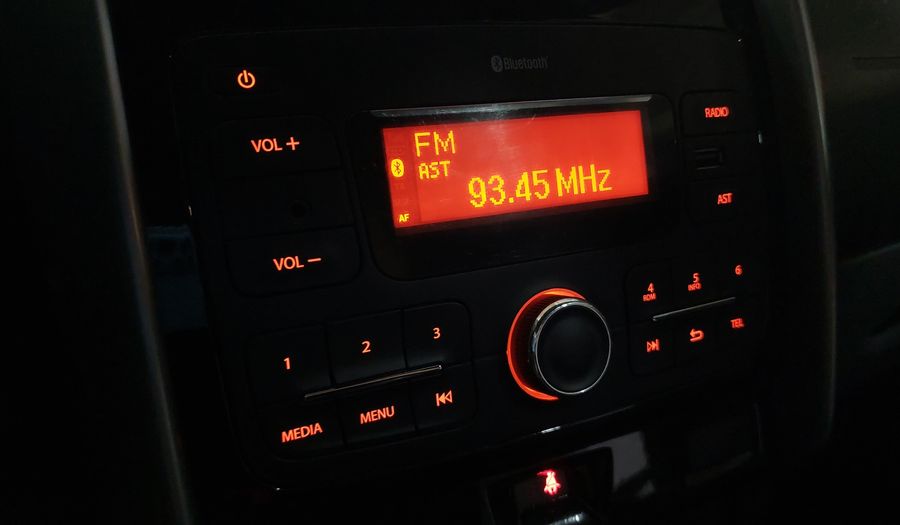 Bluetooth
VOL +
RADIO
FM
AST
93.45 MHz
AF
AST
VOL −
1
2
3
4
RDM
5
INFO
6
MEDIA
MENU
TEL